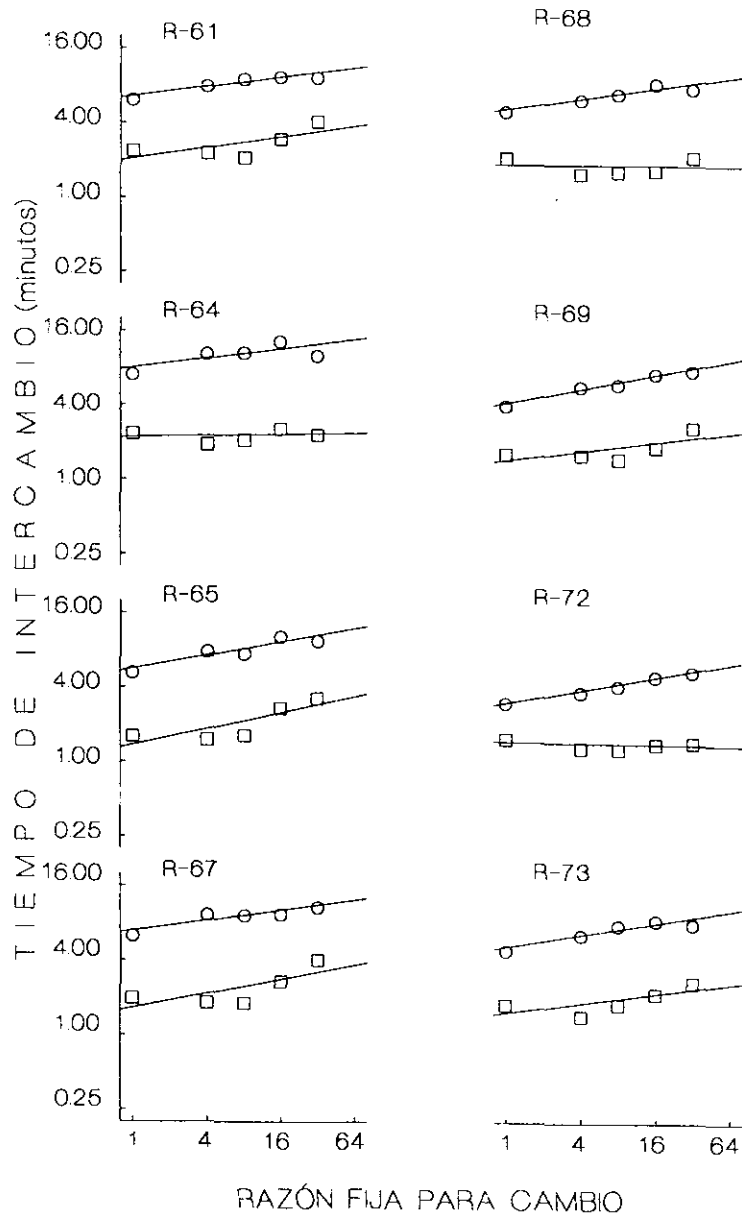 R-61
R-68
16.00
4.00
1.00
0.25
R-64
R-69
16.00
4.00
1.00
0.25
R-65
R-72
16.00
4.00
1.00
0.25
R-67
R-73
16.00
4.00
1.00
0.25
1 4 16 64
1 4 16 64
TIEMPO DE INTERCAMBIO (minutos)
RAZÓN FIJA PARA CAMBIO